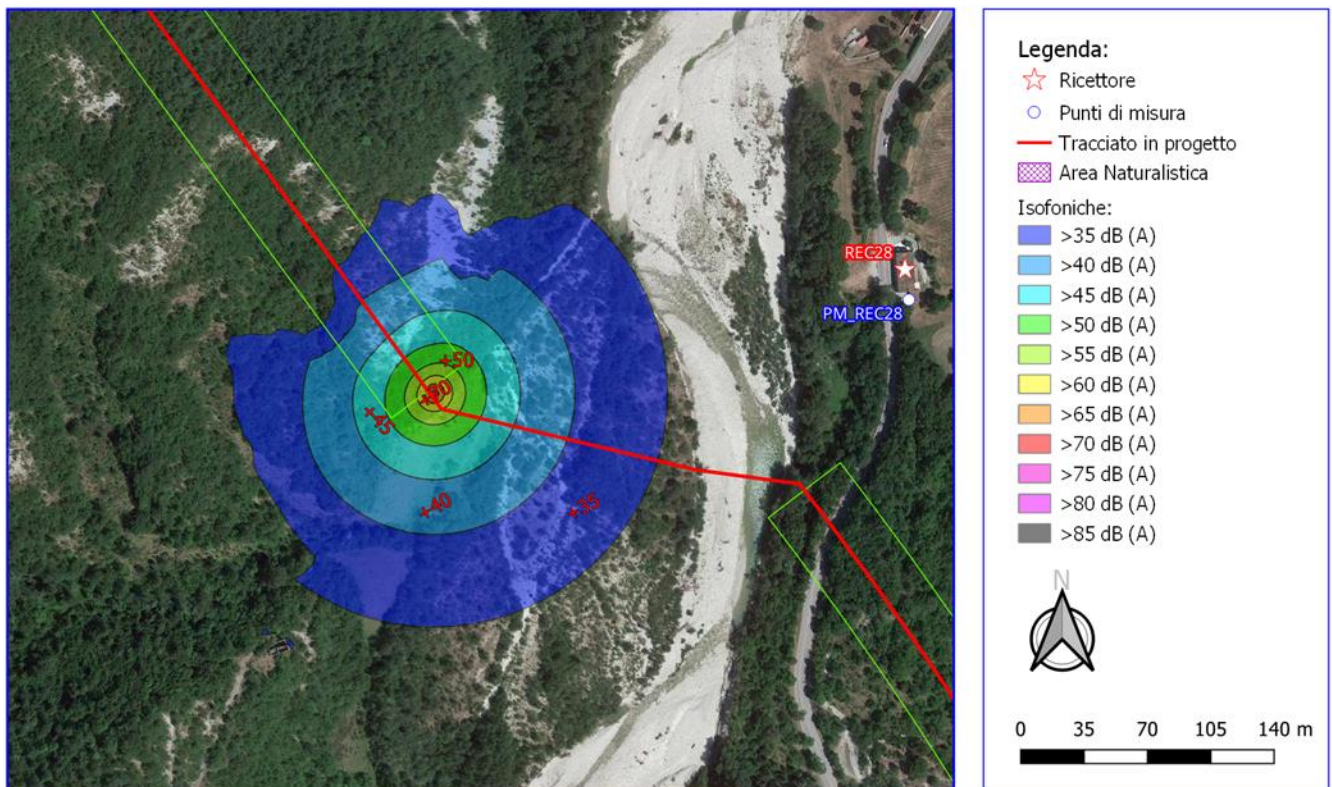 REC28
PM_REC28
+50
+60
+45
+40
+35
Legenda:
Ricettore
Punti di misura
Tracciato in progetto
Area Naturalistica
Isofoniche:
>35 dB (A)
>40 dB (A)
>45 dB (A)
>50 dB (A)
>55 dB (A)
>60 dB (A)
>65 dB (A)
>70 dB (A)
>75 dB (A)
>80 dB (A)
>85 dB (A)
N
0 35 70 105 140 m